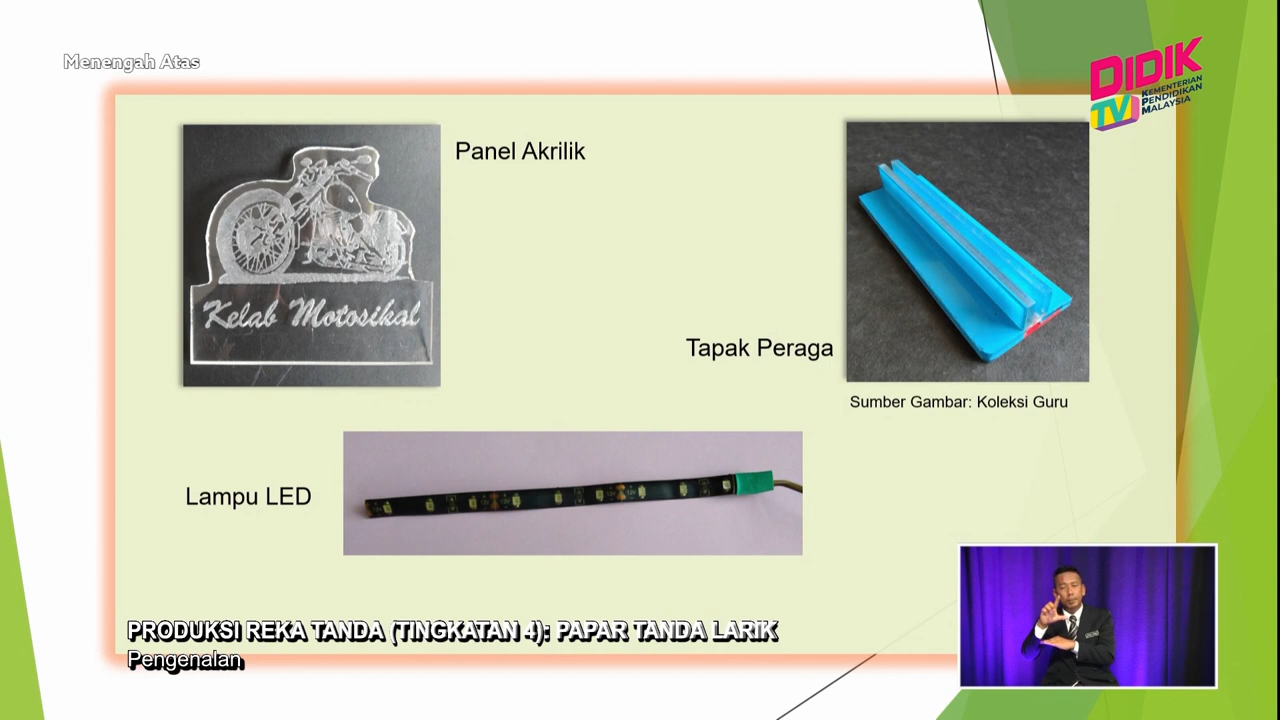 Menengah Atas
DIDIK
TV
KEMENTERIAN
PENDIDIKAN
MALAYSIA
Panel Akrilik
Kelab Motosikal
Tapak Peraga
Sumber Gambar: Koleksi Guru
Lampu LED
PRODUKSI REKA TANDA (TINGKATAN 4): PAPAR TANDA LARIK
Pengenalan